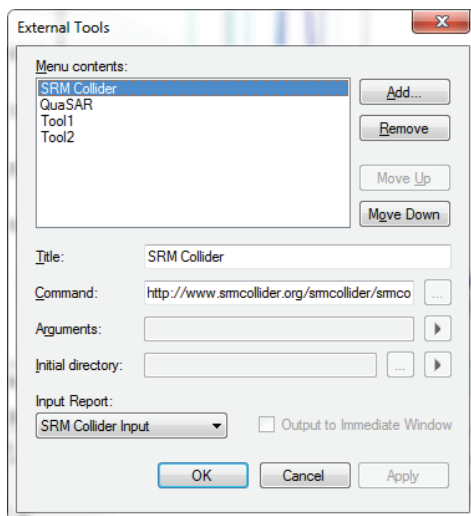 External Tools
x
Menu contents:
SRM Collider
QuaSAR
Tool1
Tool2
Add...
Remove
Move Up
Move Down
Title:
SRM Collider
Command:
http://www.srmcollider.org/srmcollider/srmco
...
Arguments:
Initial directory:
...
Input Report:
SRM Collider Input
Output to Immediate Window
OK
Cancel
Apply